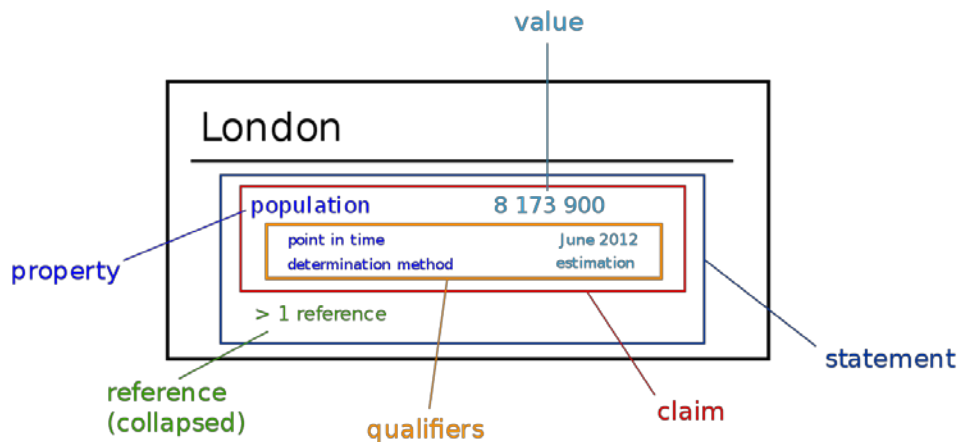 value
London
population 8 173 900
point in time June 2012
determination method estimation
property
> 1 reference
statement
reference
(collapsed)
claim
qualifiers